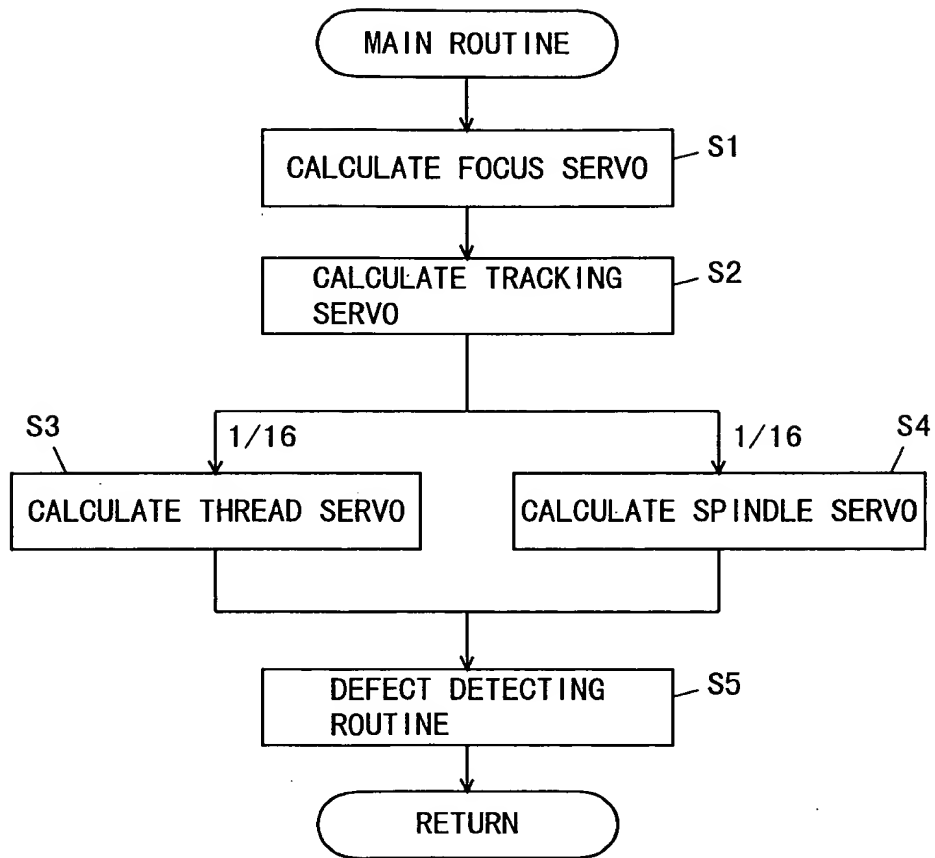 MAIN ROUTINE
CALCULATE FOCUS SERVO
S1
CALCULATE TRACKING
SERVO
S2
S3
1/16
1/16
S4
CALCULATE THREAD SERVO
CALCULATE SPINDLE SERVO
DEFECT DETECTING
ROUTINE
S5
RETURN